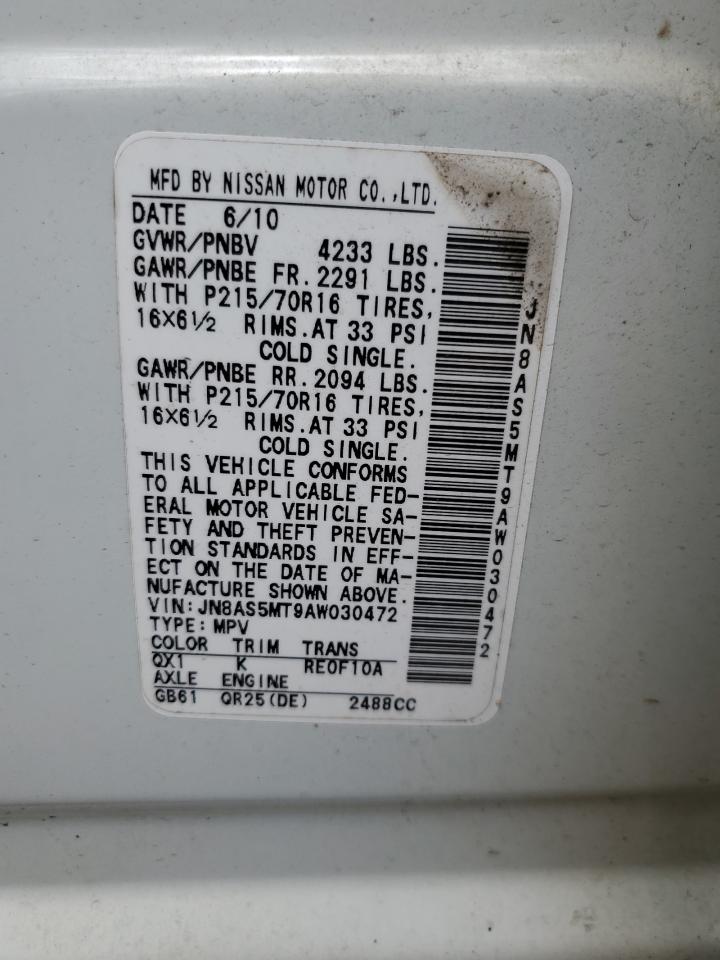 MFD BY NISSAN MOTOR CO.,LTD.
DATE 6/10
GVWR/PNBV 4233 LBS.
GAWR/PNBE FR. 2291 LBS.
WITH P215/70R16 TIRES,
16X6½ RIMS. AT 33 PSI
COLD SINGLE.
GAWR/PNBE RR. 2094 LBS.
WITH P215/70R16 TIRES,
16X6½ RIMS. AT 33 PSI
COLD SINGLE.
THIS VEHICLE CONFORMS
TO ALL APPLICABLE FED-
ERAL MOTOR VEHICLE SA-
FETY AND THEFT PREVEN-
TION STANDARDS IN EFF-
ECT ON THE DATE OF MA-
NUFACTURE SHOWN ABOVE.
VIN: JN8AS5MT9AW030472
TYPE: MPV
COLOR TRIM TRANS
QX1 K RE0F10A
AXLE ENGINE
GB61 QR25(DE) 2488CC
JN8AS5MT9AW030472